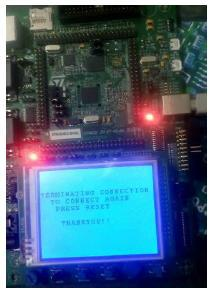 TERMINATING CONNECTION
TO CONNECT AGAIN
PRESS RESET
THANKYOU!!